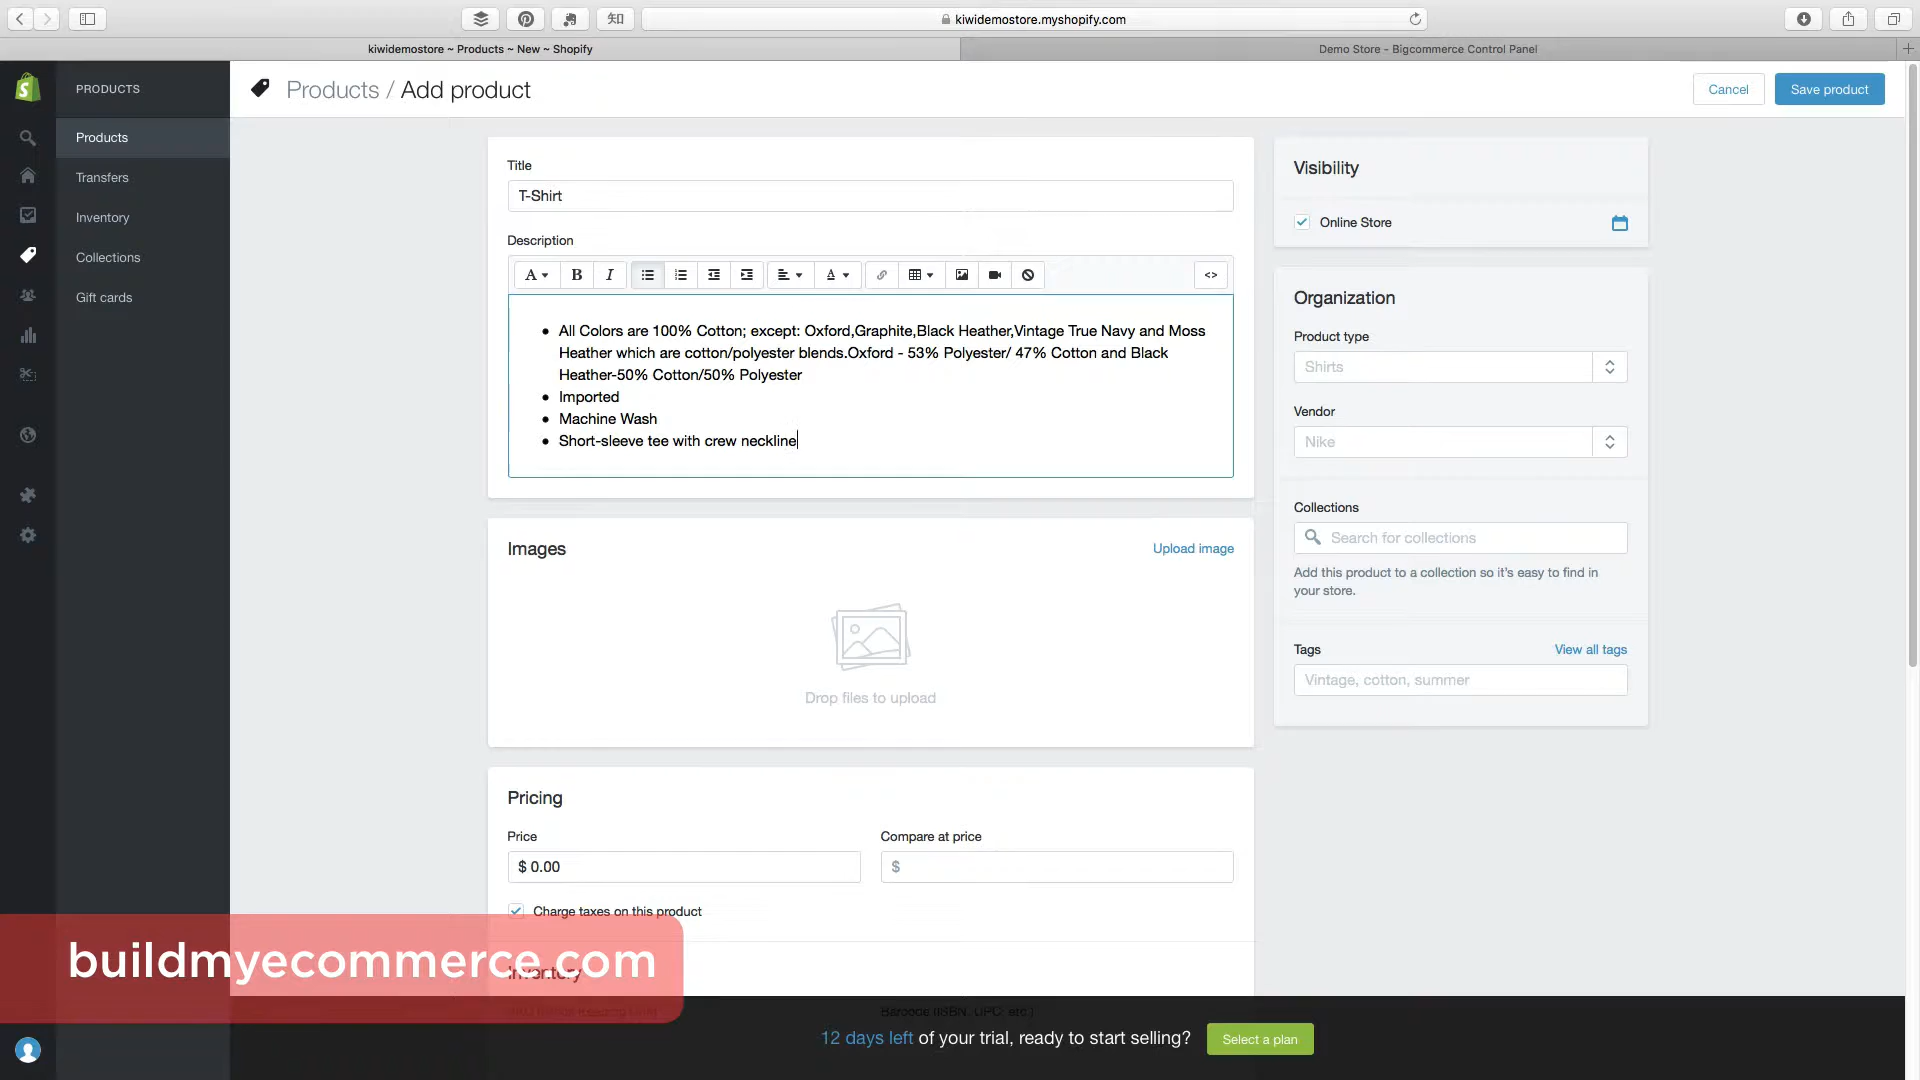 知
kiwidemostore.myshopify.com
kiwidemostore ~ Products ~ New ~ Shopify
Demo Store - Bigcommerce Control Panel
PRODUCTS
Products / Add product
Cancel
Save product
Products
Transfers
Inventory
Collections
Gift cards
Title
T-Shirt
Description
A B I A <>
All Colors are 100% Cotton; except: Oxford,Graphite,Black Heather,Vintage True Navy and Moss
Heather which are cotton/polyester blends.Oxford - 53% Polyester/ 47% Cotton and Black
Heather-50% Cotton/50% Polyester
Imported
Machine Wash
Short-sleeve tee with crew neckline
Images
Upload image
Drop files to upload
Pricing
Price
Compare at price
$ 0.00
$
Charge taxes on this product
Inventory
Barcode (ISBN, UPC, etc.)
Visibility
Online Store
Organization
Product type
Shirts
Vendor
Nike
Collections
Search for collections
Add this product to a collection so it's easy to find in
your store.
Tags
View all tags
Vintage, cotton, summer
buildmyecommerce.com
12 days left of your trial, ready to start selling?
Select a plan